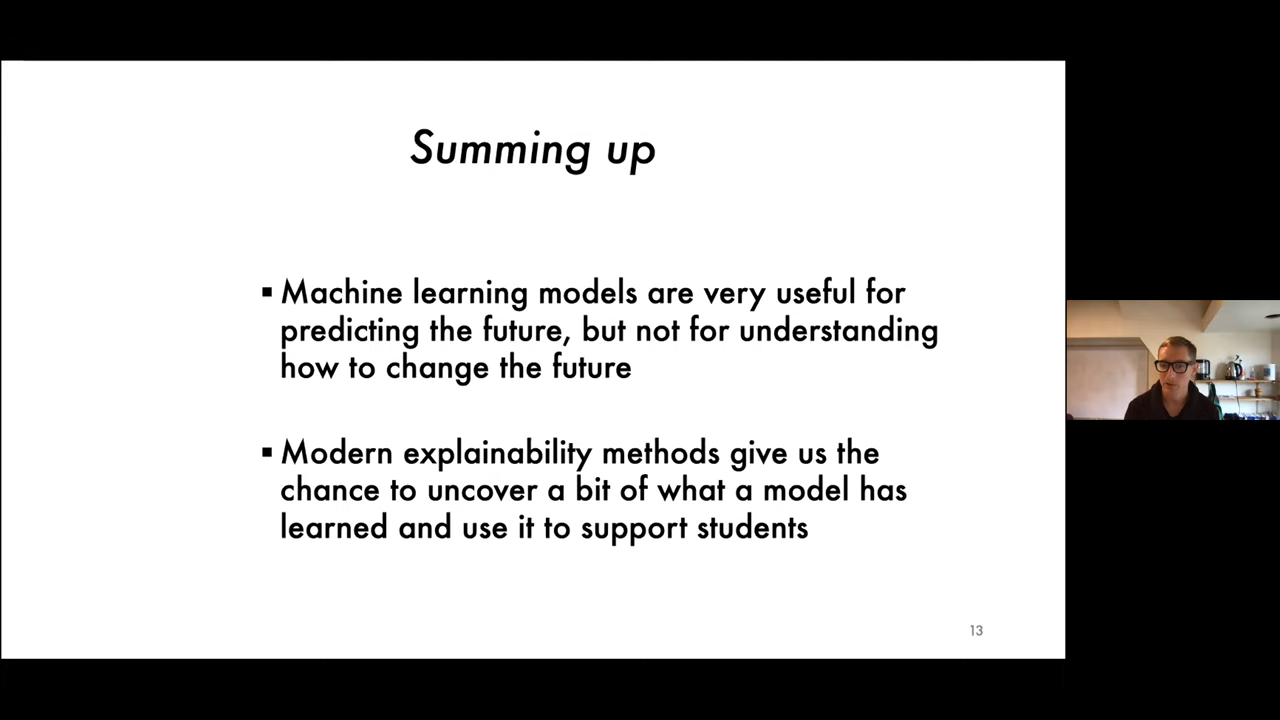 Summing up
▪ Machine learning models are very useful for
predicting the future, but not for understanding
how to change the future
▪ Modern explainability methods give us the
chance to uncover a bit of what a model has
learned and use it to support students
13